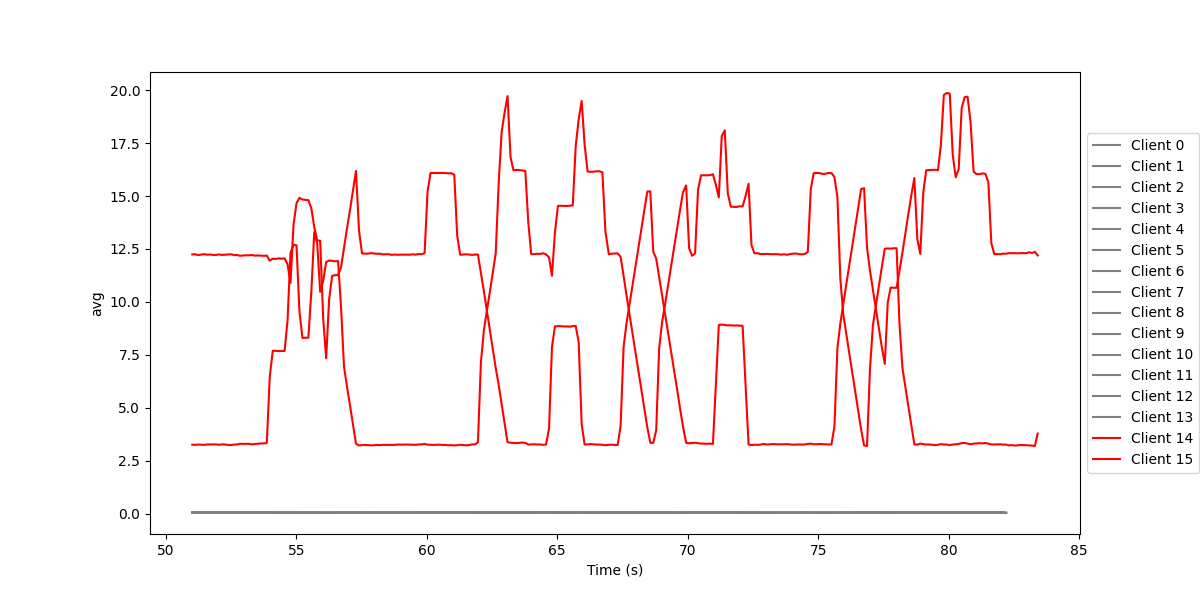 20.0
17.5
15.0
12.5
10.0
7.5
5.0
2.5
0.0
avg
50 55 60 65 70 75 80 85
Time (s)
Client 0
Client 1
Client 2
Client 3
Client 4
Client 5
Client 6
Client 7
Client 8
Client 9
Client 10
Client 11
Client 12
Client 13
Client 14
Client 15